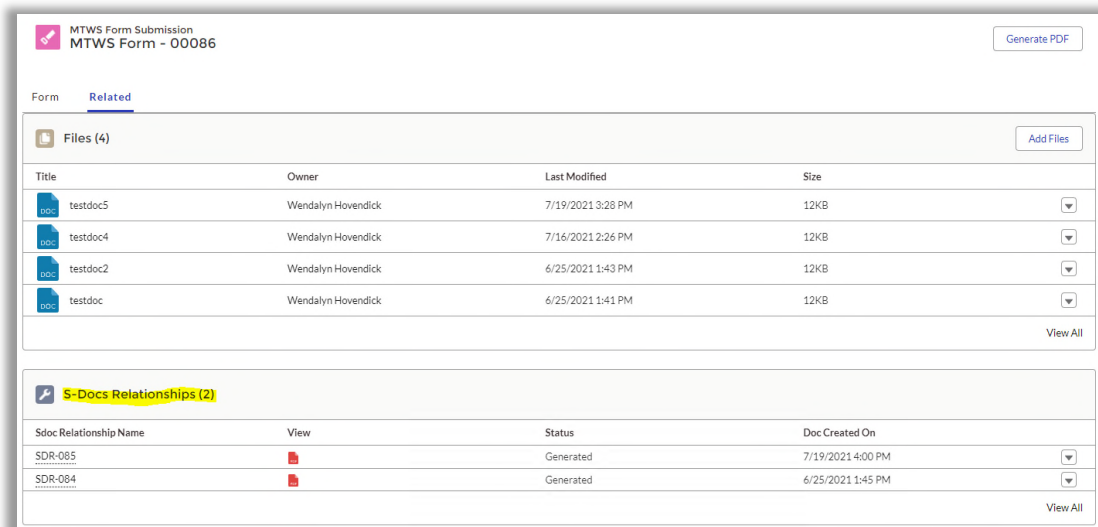 MTWS Form Submission
MTWS Form - 00086
Generate PDF
Form Related
Files (4)
Add Files
Title Owner Last Modified Size
DOC testdoc5 Wendalyn Hovendick 7/19/2021 3:28 PM 12KB
DOC testdoc4 Wendalyn Hovendick 7/16/2021 2:26 PM 12KB
DOC testdoc2 Wendalyn Hovendick 6/25/2021 1:43 PM 12KB
DOC testdoc Wendalyn Hovendick 6/25/2021 1:41 PM 12KB
View All
S-Docs Relationships (2)
Sdoc Relationship Name View Status Doc Created On
SDR-085 Generated 7/19/2021 4:00 PM
SDR-084 Generated 6/25/2021 1:45 PM
View All